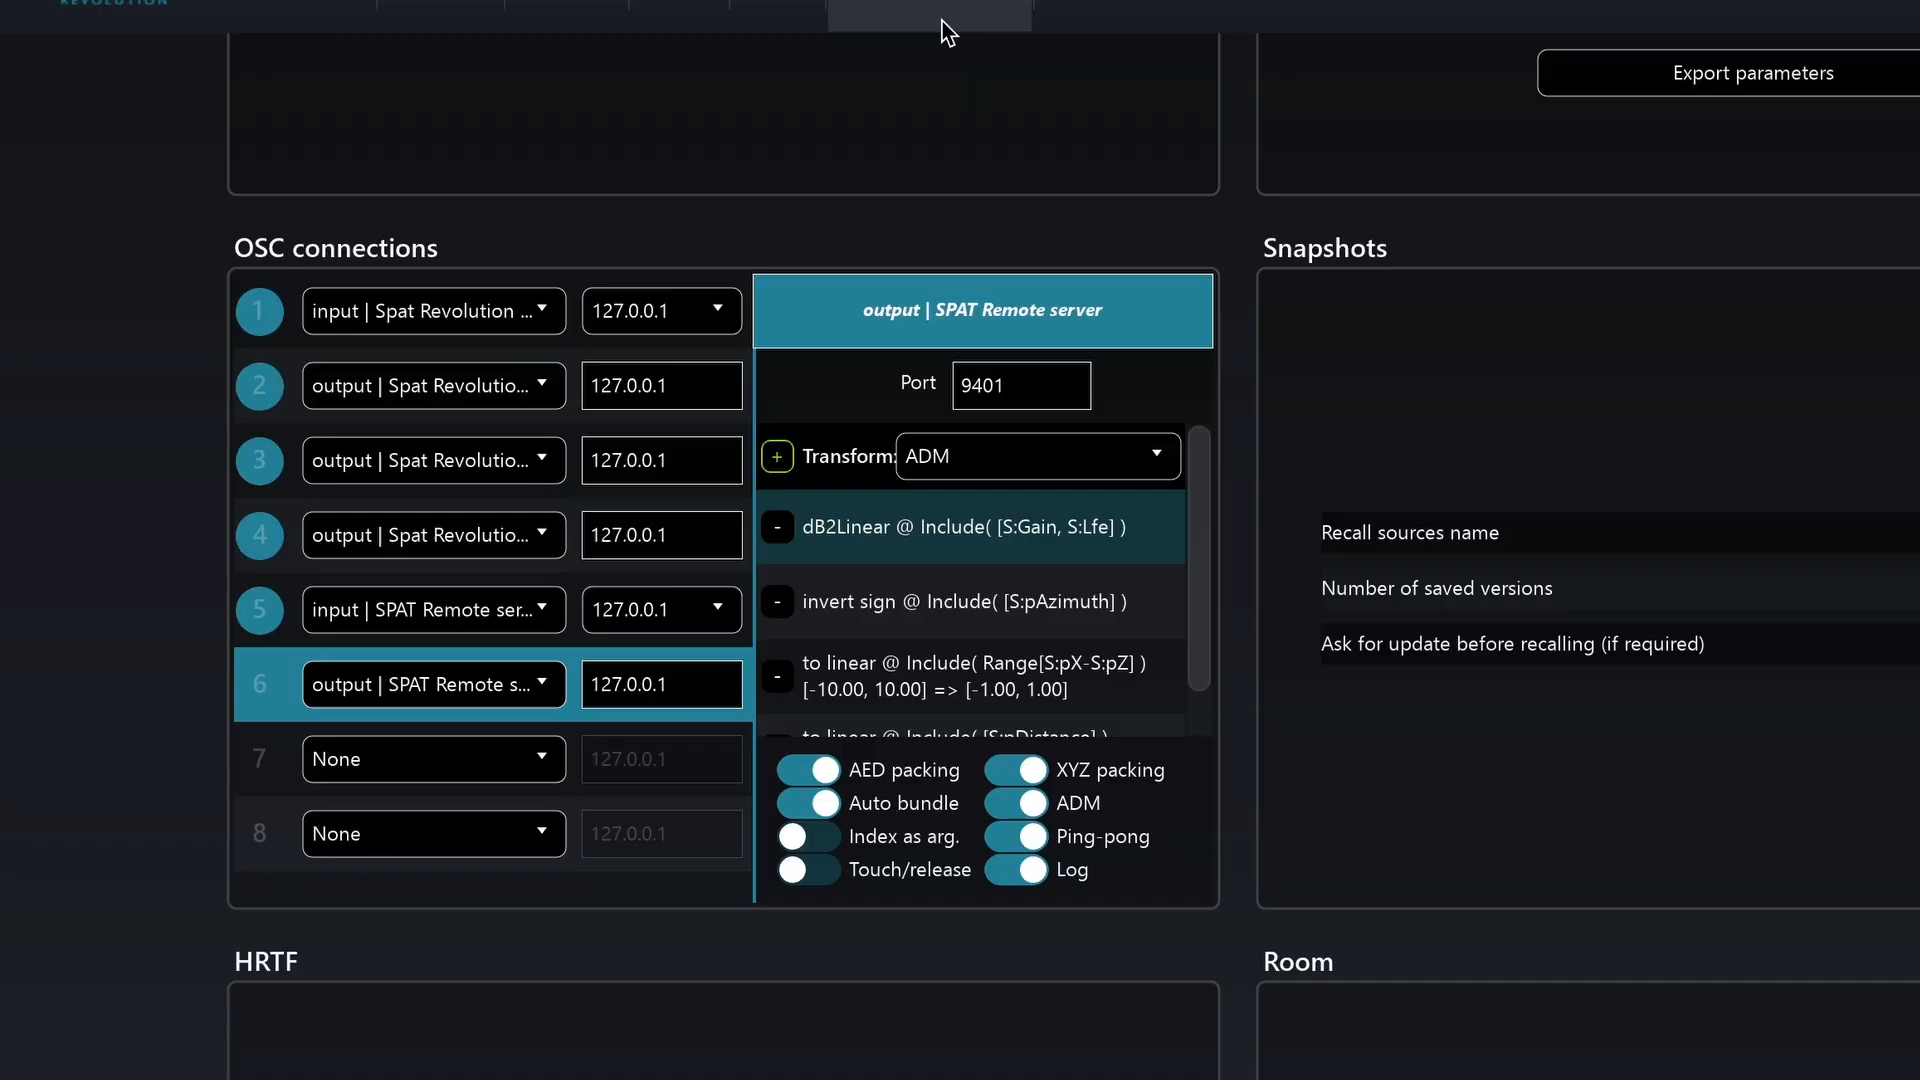 REVOLUTION
Export parameters
OSC connections
Snapshots
1
input | Spat Revolution ...
127.0.0.1
output | SPAT Remote server
2
output | Spat Revolutio...
127.0.0.1
Port
9401
3
output | Spat Revolutio...
127.0.0.1
+
Transform:
ADM
4
output | Spat Revolutio...
127.0.0.1
-
dB2Linear @ Include( [S:Gain, S:Lfe] )
5
input | SPAT Remote ser...
127.0.0.1
-
invert sign @ Include( [S:pAzimuth] )
6
output | SPAT Remote s...
127.0.0.1
-
to linear @ Include( Range[S:pX-S:pZ] )
[-10.00, 10.00] => [-1.00, 1.00]
to linear @ Include( [S:pDistance] )
7
None
127.0.0.1
8
None
127.0.0.1
AED packing
XYZ packing
Auto bundle
ADM
Index as arg.
Ping-pong
Touch/release
Log
Recall sources name
Number of saved versions
Ask for update before recalling (if required)
HRTF
Room